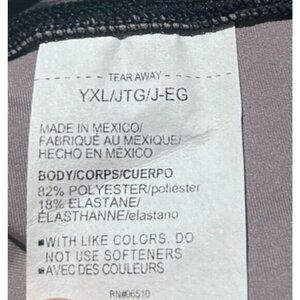 TEAR AWAY
YXL/JTG/J-EG
MADE IN MEXICO/
FABRIQUÉ AU MEXIQUE/
HECHO EN MÉXICO
BODY/CORPS/CUERPO
82% POLYESTER/poliéster
18% ELASTANE/
ÉLASTHANNE/elastano
▪WITH LIKE COLORS. DO
NOT USE SOFTENERS
▪AVEC DES COULEURS
RN#96510